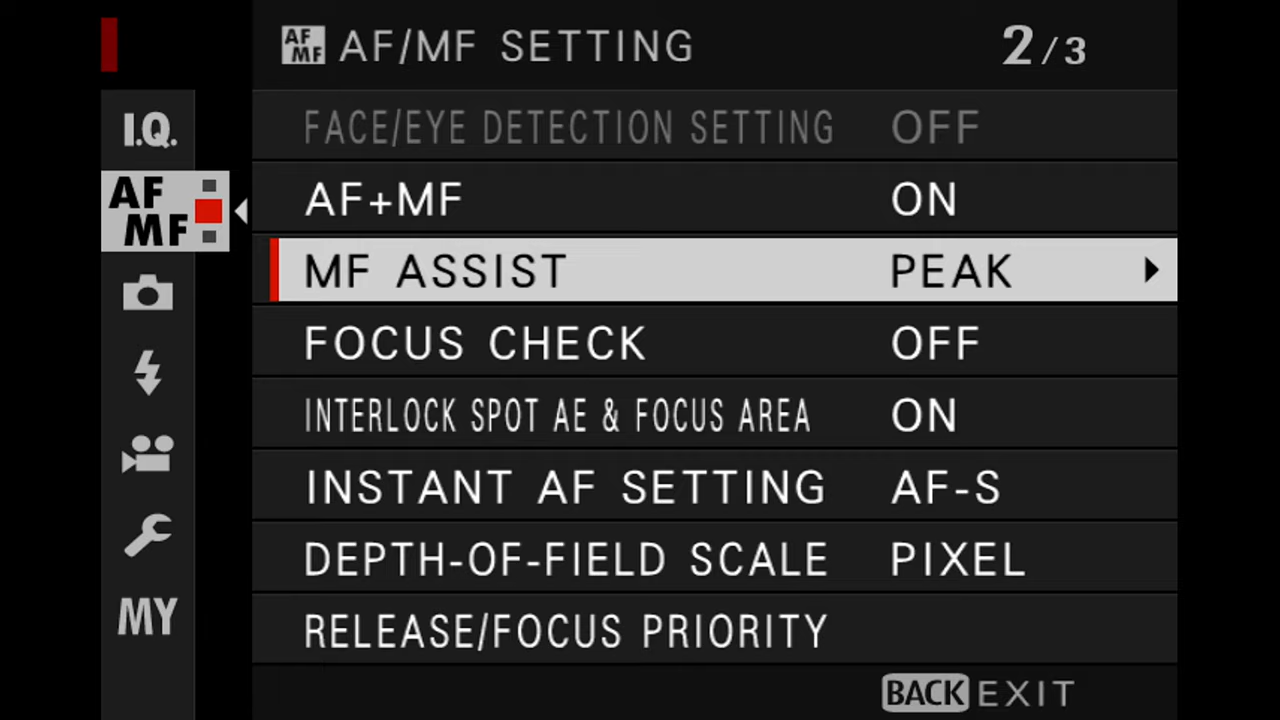 AF MF AF/MF SETTING 2/3
I.Q.
AF MF
MY
FACE/EYE DETECTION SETTING OFF
AF+MF ON
MF ASSIST PEAK
FOCUS CHECK OFF
INTERLOCK SPOT AE & FOCUS AREA ON
INSTANT AF SETTING AF-S
DEPTH-OF-FIELD SCALE PIXEL
RELEASE/FOCUS PRIORITY
BACK EXIT